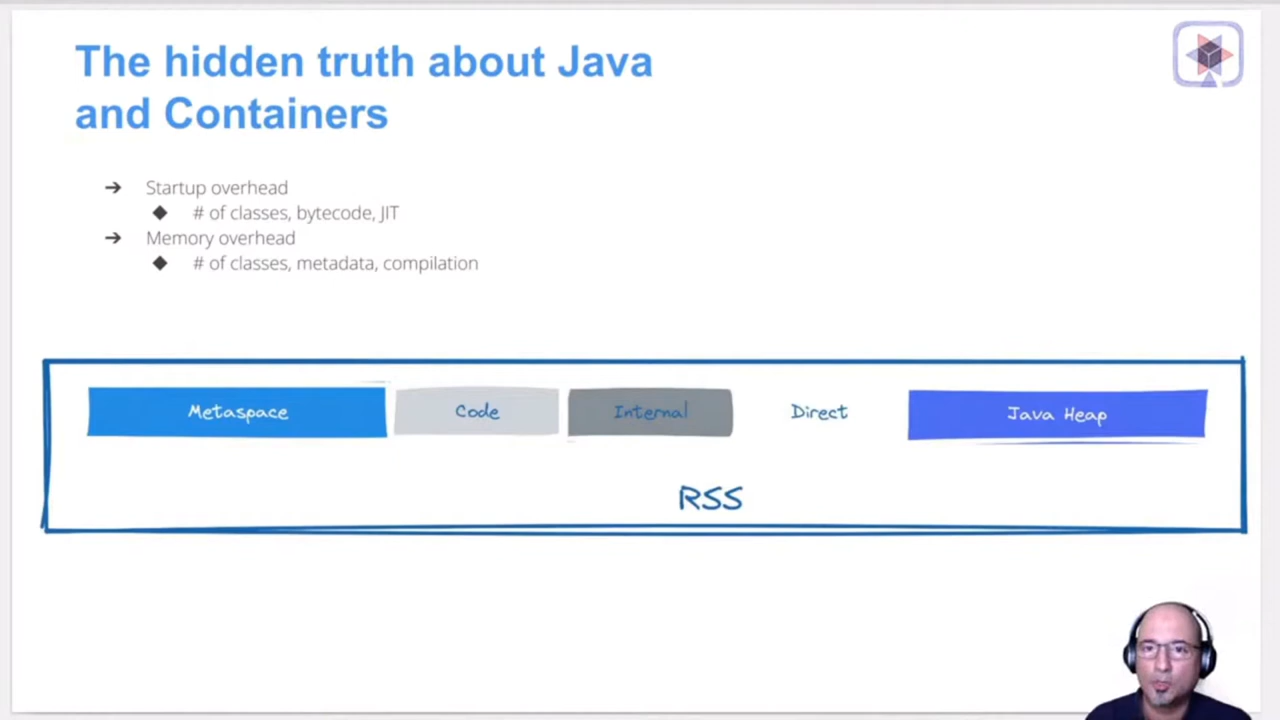 The hidden truth about Java
and Containers
➔ Startup overhead
◆ # of classes, bytecode, JIT
➔ Memory overhead
◆ # of classes, metadata, compilation
Metaspace Code Internal Direct Java Heap
RSS